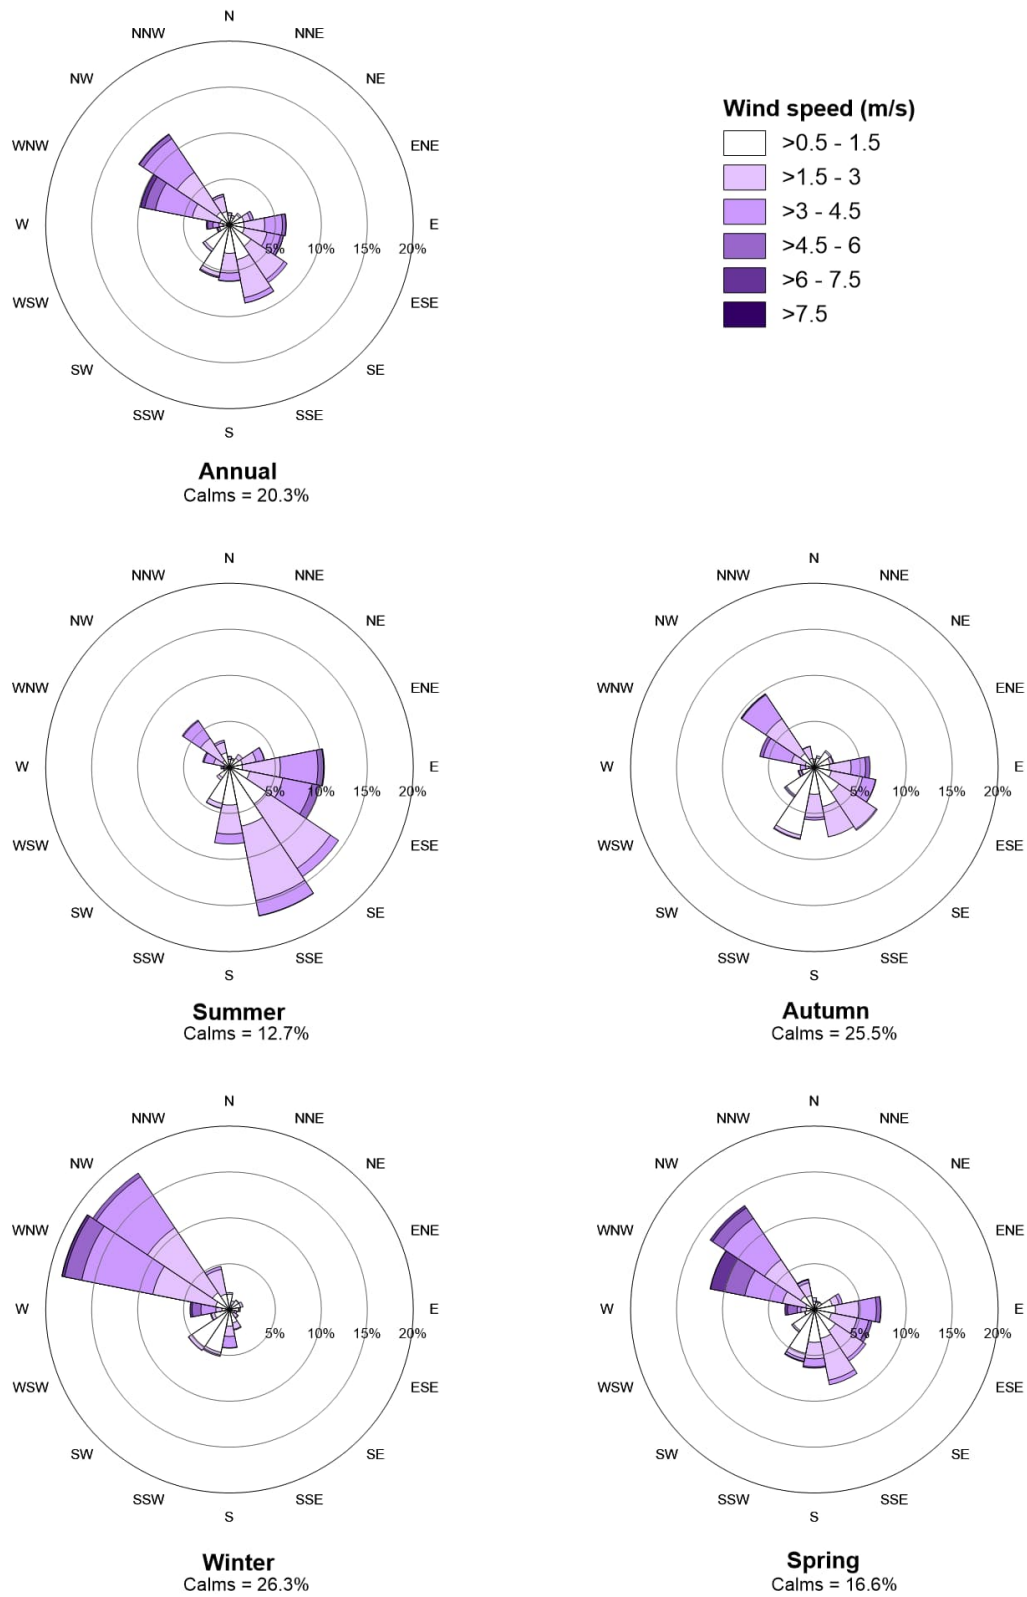 N
NNW NNE
NW NE
WNW ENE
W E
5% 10% 15% 20%
WSW ESE
SW SE
SSW SSE
S
Annual
Calms = 20.3%
Wind speed (m/s)
>0.5 - 1.5
>1.5 - 3
>3 - 4.5
>4.5 - 6
>6 - 7.5
>7.5
N
NNW NNE
NW NE
WNW ENE
W E
5% 10% 15% 20%
WSW ESE
SW SE
SSW SSE
S
Summer
Calms = 12.7%
N
NNW NNE
NW NE
WNW ENE
W E
5% 10% 15% 20%
WSW ESE
SW SE
SSW SSE
S
Autumn
Calms = 25.5%
N
NNW NNE
NW NE
WNW ENE
W E
5% 10% 15% 20%
WSW ESE
SW SE
SSW SSE
S
Winter
Calms = 26.3%
N
NNW NNE
NW NE
WNW ENE
W E
5% 10% 15% 20%
WSW ESE
SW SE
SSW SSE
S
Spring
Calms = 16.6%